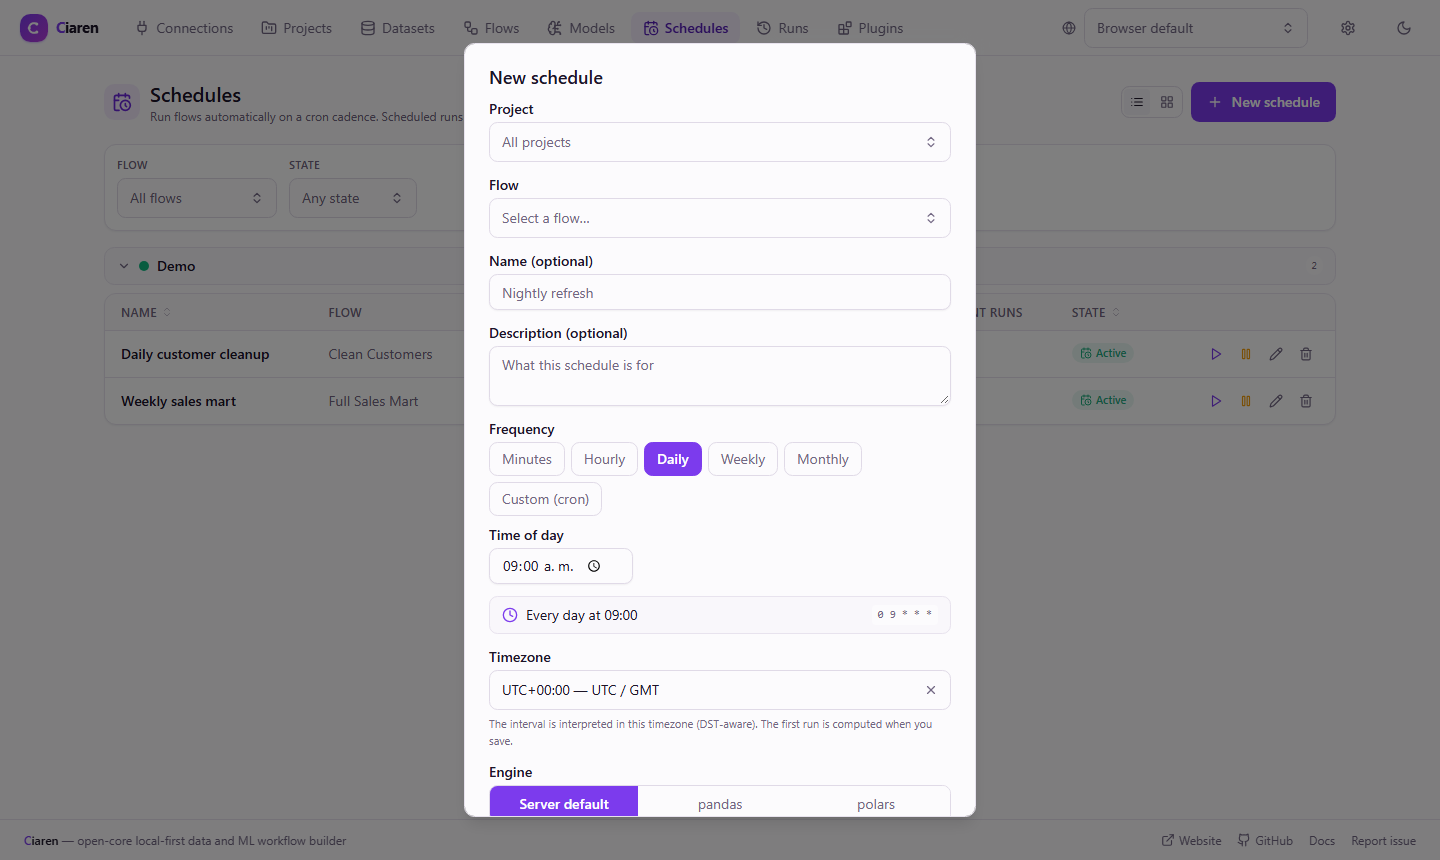 C Ciaren
Connections
Projects
Datasets
Flows
Models
Schedules
Runs
Plugins
Browser default
Schedules
Run flows automatically on a cron cadence. Scheduled runs
New schedule
FLOW
All flows
STATE
Any state
Demo
2
NAME
FLOW
NT RUNS
STATE
Daily customer cleanup
Clean Customers
Active
Weekly sales mart
Full Sales Mart
Active
New schedule
Project
All projects
Flow
Select a flow...
Name (optional)
Nightly refresh
Description (optional)
What this schedule is for
Frequency
Minutes
Hourly
Daily
Weekly
Monthly
Custom (cron)
Time of day
09:00 a. m.
Every day at 09:00
0 9 * * *
Timezone
UTC+00:00 — UTC / GMT
The interval is interpreted in this timezone (DST-aware). The first run is computed when you
save.
Engine
Server default
pandas
polars
Ciaren — open-core local-first data and ML workflow builder
Website
GitHub
Docs
Report issue